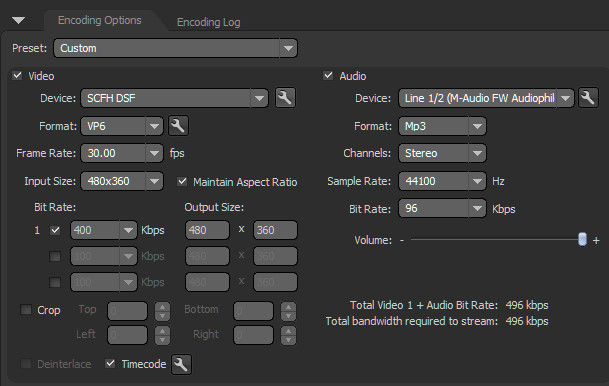 Encoding Options
Encoding Log
Preset: Custom
Video
Audio
Device: SCFH DSF
Device: Line 1/2 (M-Audio FW Audiophil
Format: VP6
Format: Mp3
Frame Rate: 30.00 fps
Channels: Stereo
Input Size: 480x360 Maintain Aspect Ratio
Sample Rate: 44100 Hz
Bit Rate: Output Size:
Bit Rate: 96 Kbps
1 400 Kbps 480 x 360
Volume: - +
100 Kbps 480 x 360
100 Kbps 480 x 360
Crop Top 0 Bottom 0
Left 0 Right 0
Total Video 1 + Audio Bit Rate: 496 kbps
Total bandwidth required to stream: 496 kbps
Deinterlace Timecode